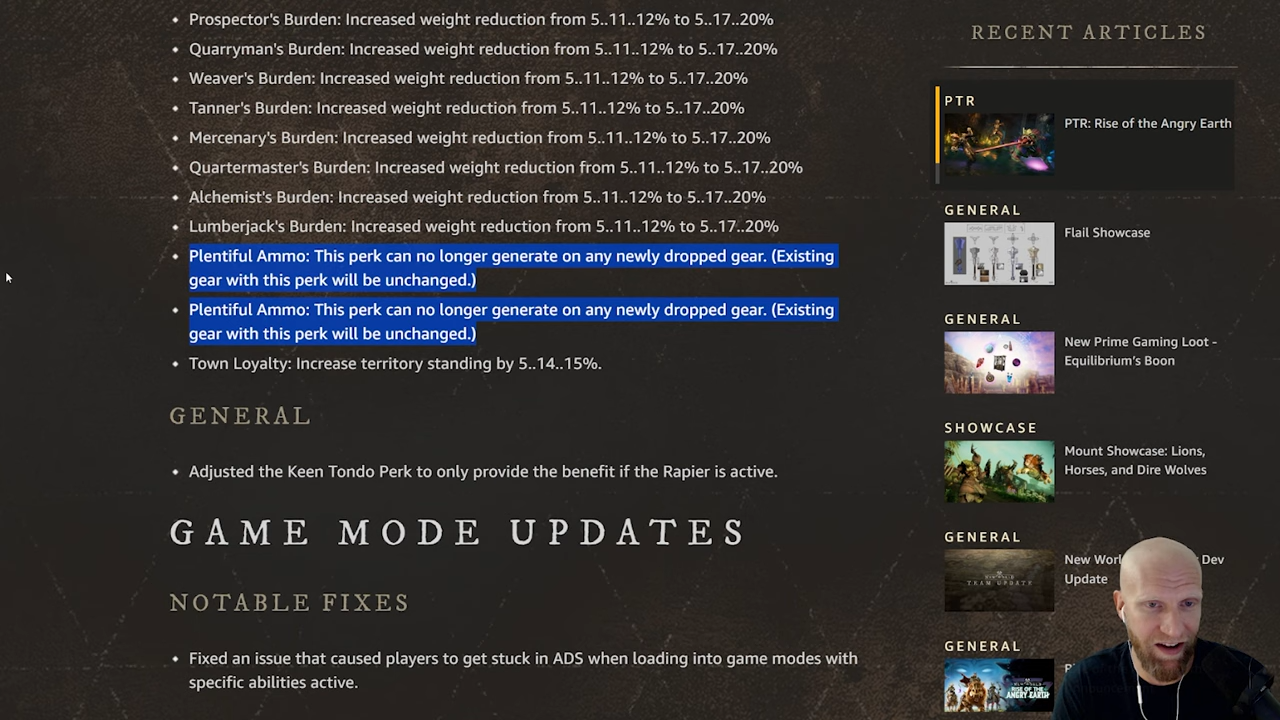 Prospector's Burden: Increased weight reduction from 5..11..12% to 5..17..20%
Quarryman's Burden: Increased weight reduction from 5..11..12% to 5..17..20%
Weaver's Burden: Increased weight reduction from 5..11..12% to 5..17..20%
Tanner's Burden: Increased weight reduction from 5..11..12% to 5..17..20%
Mercenary's Burden: Increased weight reduction from 5..11..12% to 5..17..20%
Quartermaster's Burden: Increased weight reduction from 5..11..12% to 5..17..20%
Alchemist's Burden: Increased weight reduction from 5..11..12% to 5..17..20%
Lumberjack's Burden: Increased weight reduction from 5..11..12% to 5..17..20%
Plentiful Ammo: This perk can no longer generate on any newly dropped gear. (Existing
gear with this perk will be unchanged.)
Plentiful Ammo: This perk can no longer generate on any newly dropped gear. (Existing
gear with this perk will be unchanged.)
Town Loyalty: Increase territory standing by 5..14..15%.
GENERAL
Adjusted the Keen Tondo Perk to only provide the benefit if the Rapier is active.
GAME MODE UPDATES
NOTABLE FIXES
Fixed an issue that caused players to get stuck in ADS when loading into game modes with
specific abilities active.
RECENT ARTICLES
PTR
PTR: Rise of the Angry Earth
GENERAL
Flail Showcase
GENERAL
New Prime Gaming Loot -
Equilibrium's Boon
SHOWCASE
Mount Showcase: Lions,
Horses, and Dire Wolves
GENERAL
New Dev
Update
TEAM UPDATE
GENERAL
RISE OF THE
ANGRY EARTH